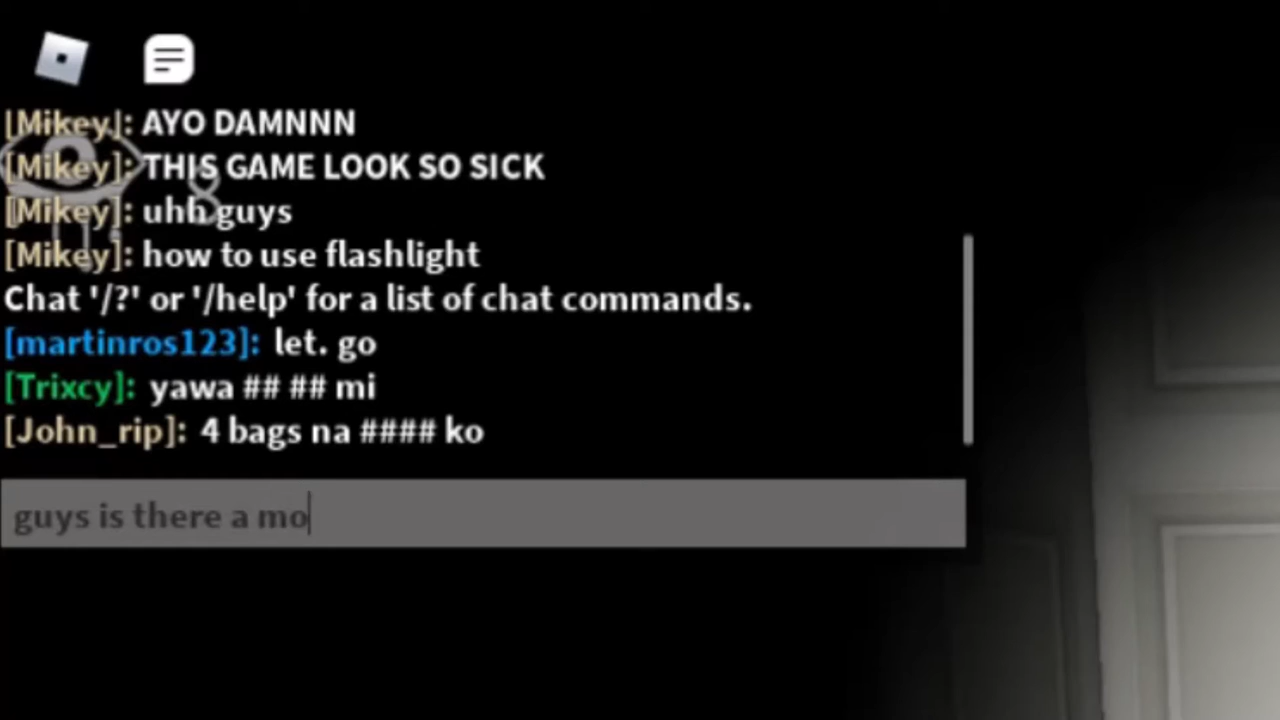 [Mikey]: AYO DAMNNN
[Mikey]: THIS GAME LOOK SO SICK
[Mikey]: uhh guys
[Mikey]: how to use flashlight
Chat '/?' or '/help' for a list of chat commands.
[martinros123]: let. go
[Trixcy]: yawa ## ## mi
[John_rip]: 4 bags na #### ko
guys is there a mo
8